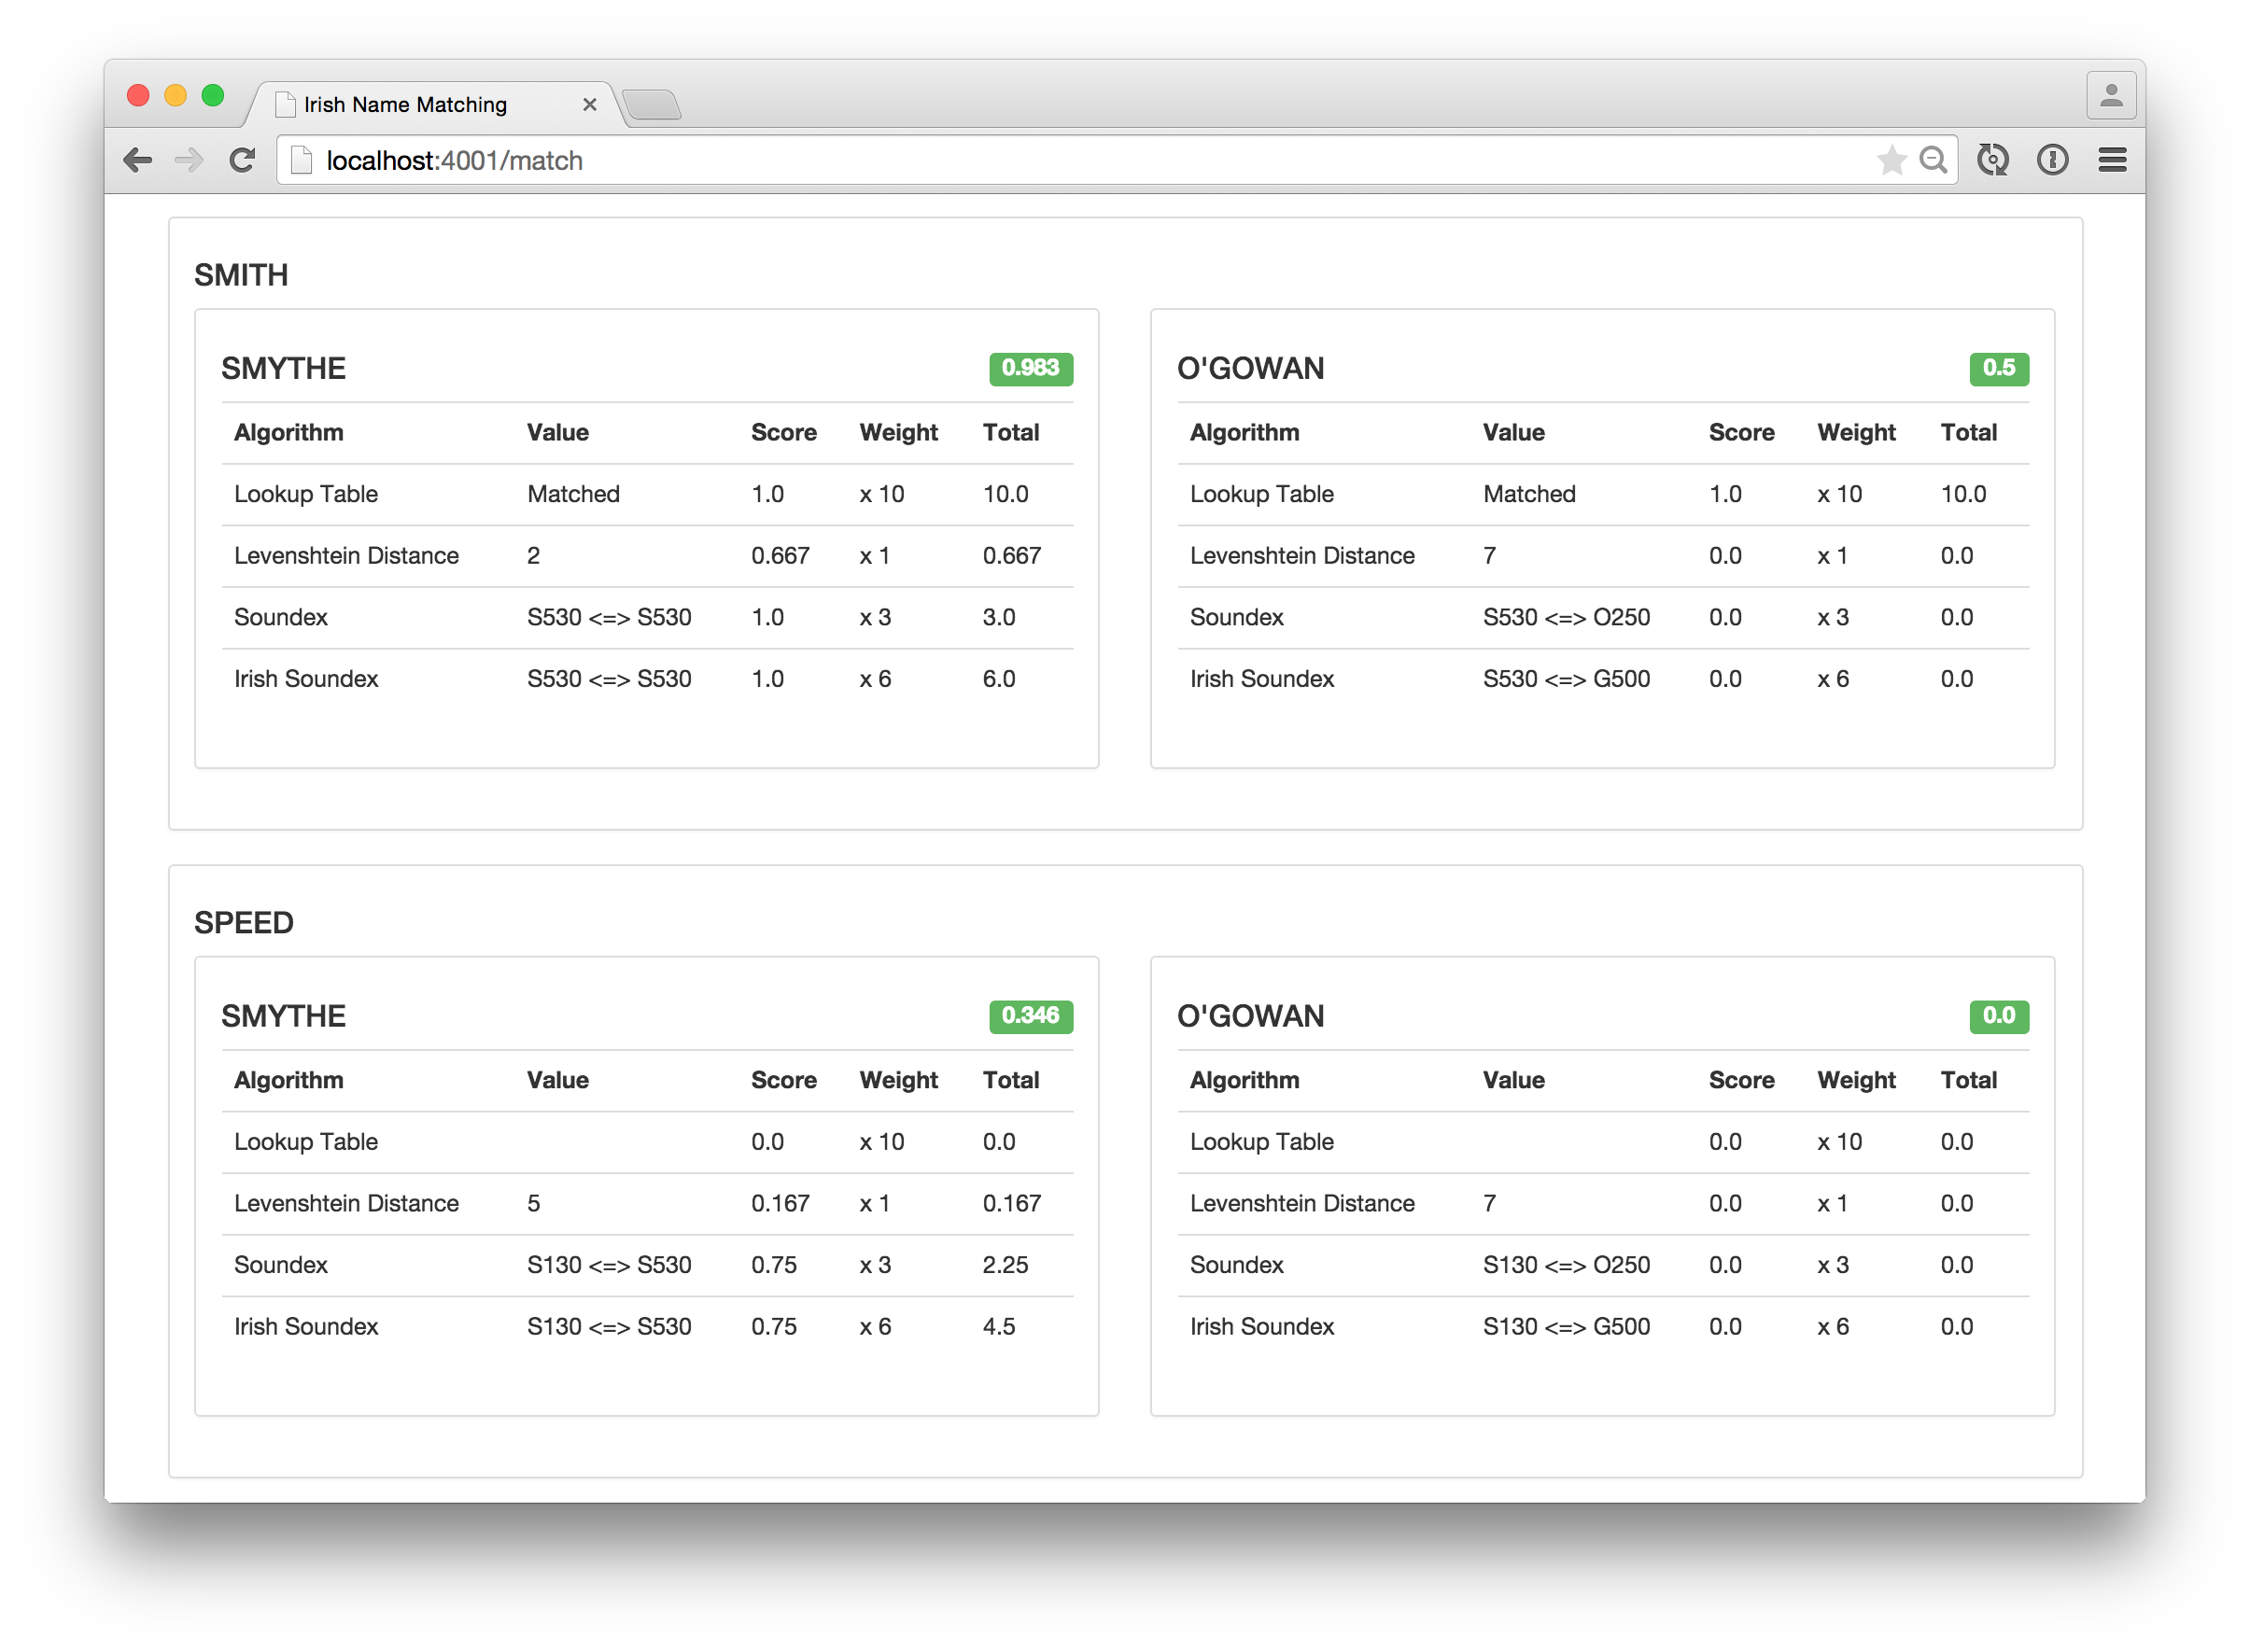 Irish Name Matching
localhost:4001/match
SMITH
SMYTHE 0.983
Algorithm Value Score Weight Total
Lookup Table Matched 1.0 x 10 10.0
Levenshtein Distance 2 0.667 x 1 0.667
Soundex S530 <=> S530 1.0 x 3 3.0
Irish Soundex S530 <=> S530 1.0 x 6 6.0
O'GOWAN 0.5
Algorithm Value Score Weight Total
Lookup Table Matched 1.0 x 10 10.0
Levenshtein Distance 7 0.0 x 1 0.0
Soundex S530 <=> O250 0.0 x 3 0.0
Irish Soundex S530 <=> G500 0.0 x 6 0.0
SPEED
SMYTHE 0.346
Algorithm Value Score Weight Total
Lookup Table 0.0 x 10 0.0
Levenshtein Distance 5 0.167 x 1 0.167
Soundex S130 <=> S530 0.75 x 3 2.25
Irish Soundex S130 <=> S530 0.75 x 6 4.5
O'GOWAN 0.0
Algorithm Value Score Weight Total
Lookup Table 0.0 x 10 0.0
Levenshtein Distance 7 0.0 x 1 0.0
Soundex S130 <=> O250 0.0 x 3 0.0
Irish Soundex S130 <=> G500 0.0 x 6 0.0